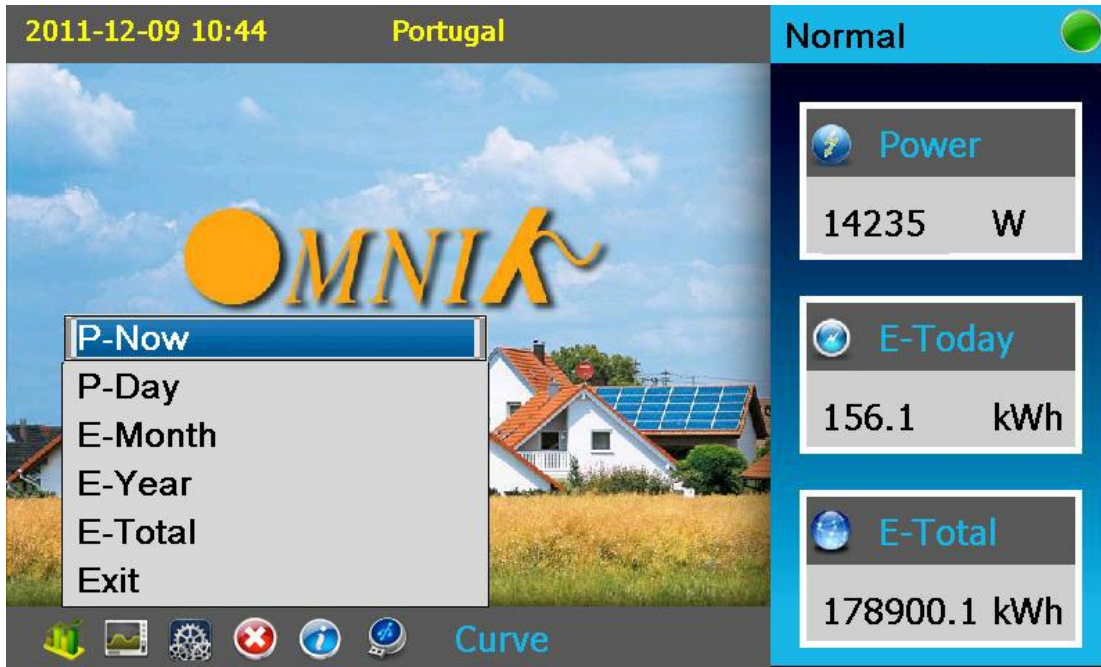 2011-12-09 10:44 Portugal
Normal
OMNIK
P-Now
P-Day
E-Month
E-Year
E-Total
Exit
Curve
Power
14235 W
E-Today
156.1 kWh
E-Total
178900.1 kWh